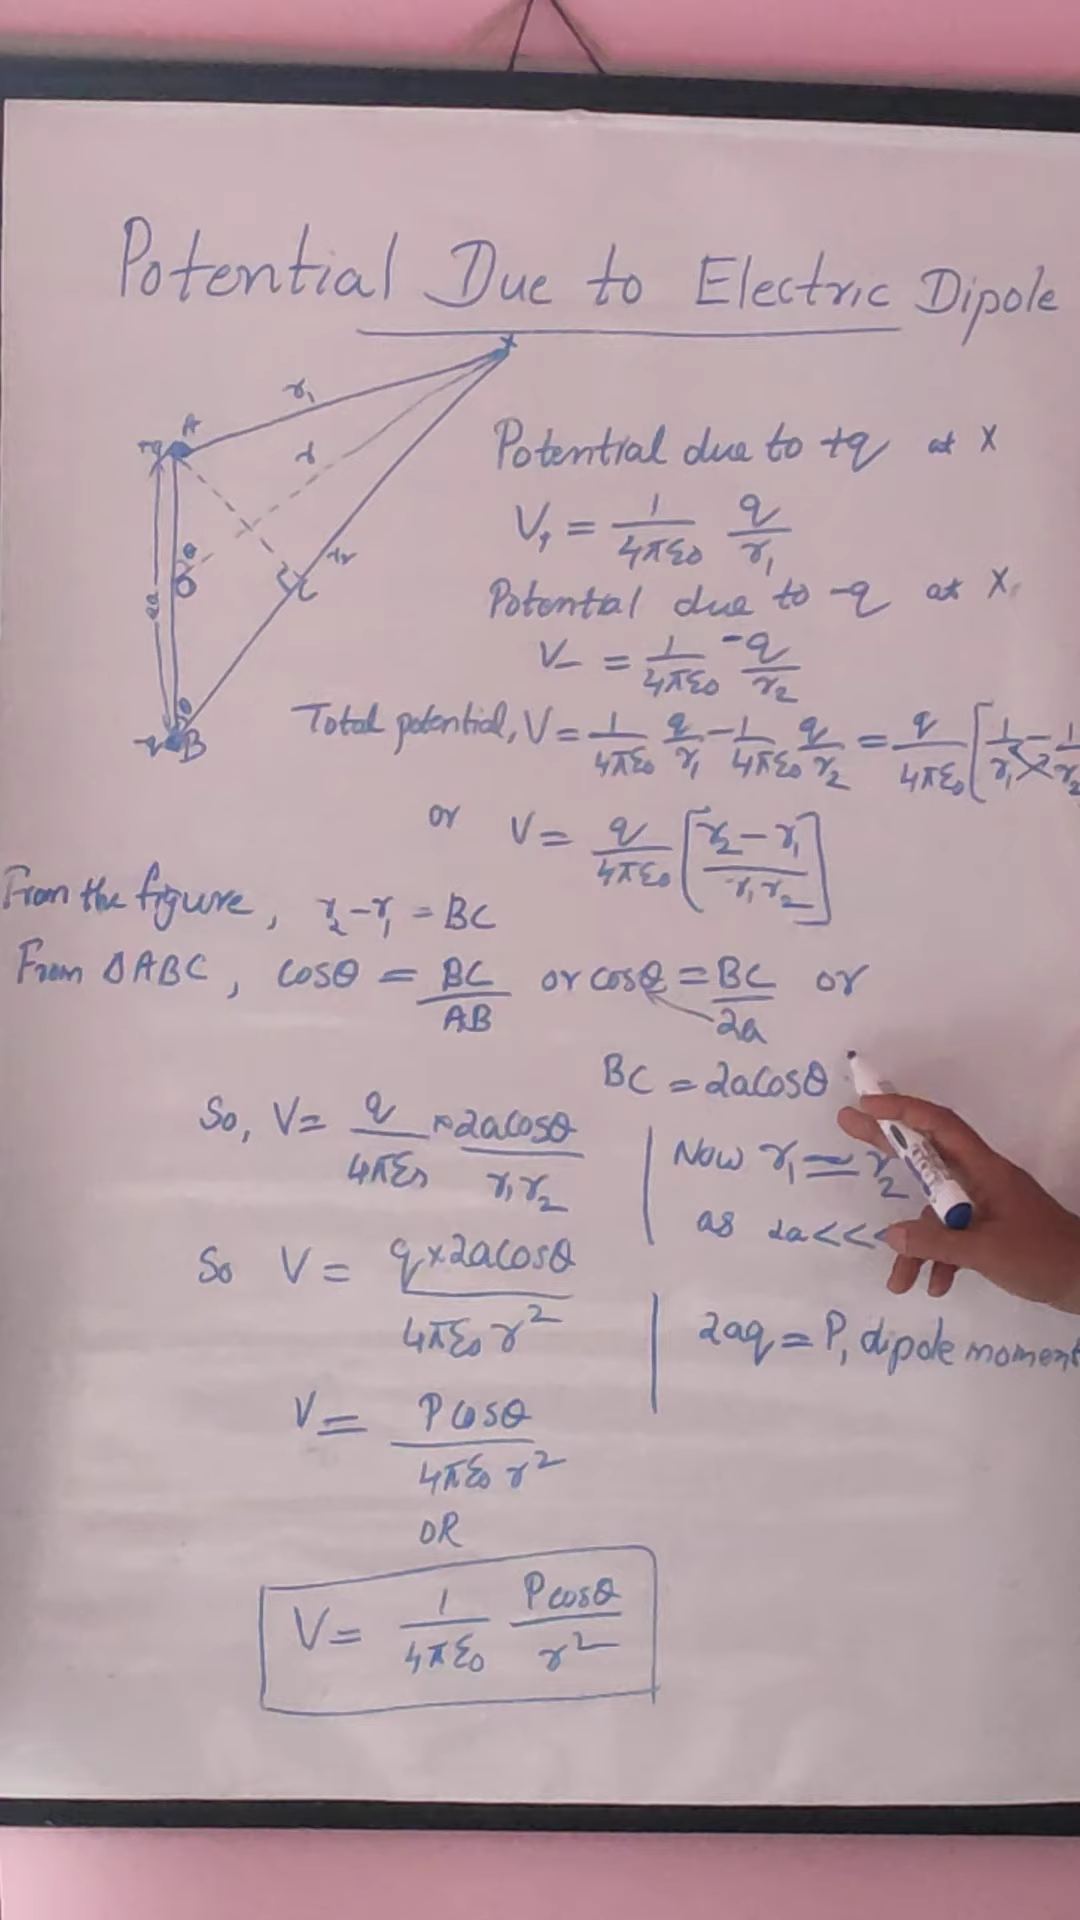 Potential Due to Electric Dipole
X
r₁
A
+q
r
r₂
θ
O
C
2a
θ
-q B
Potential due to +q at X
V₊ = 1/4πε₀ q/r₁
Potential due to -q at X
V₋ = 1/4πε₀ -q/r₂
Total potential, V = 1/4πε₀ q/r₁ - 1/4πε₀ q/r₂ = q/4πε₀ [1/r₁ - 1/r₂
or V = q/4πε₀ [r₂ - r₁/r₁r₂]
From the figure, r₂ - r₁ = BC
From ΔABC, cosθ = BC/AB or cosθ = BC/2a or
BC = 2acosθ
So, V = q/4πε₀ × 2acosθ/r₁r₂
Now r₁ = r₂
as 2a<<<
So V = q×2acosθ/4πε₀ r²
2aq = P, dipole moment
V = Pcosθ/4πε₀ r²
OR
V = 1/4πε₀ Pcosθ/r²